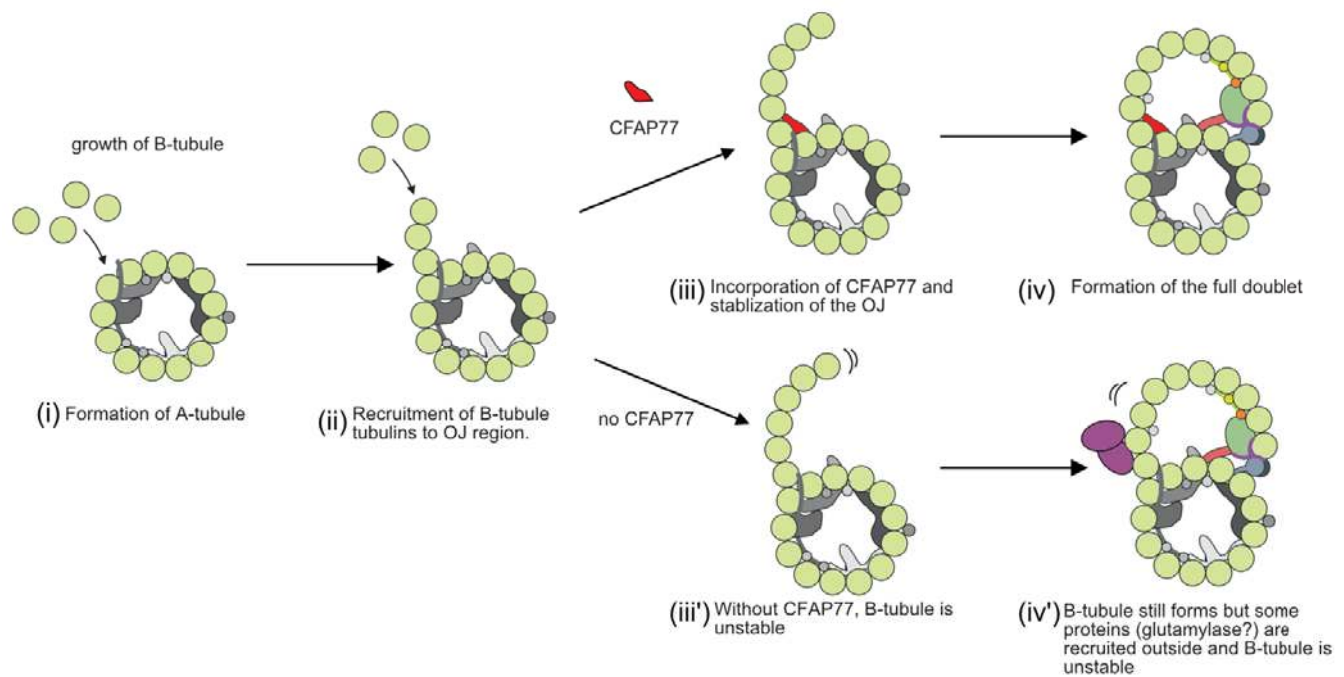 growth of B-tubule
CFAP77
(i) Formation of A-tubule
(ii) Recruitment of B-tubule
tubulins to OJ region.
(iii) Incorporation of CFAP77 and
stablization of the OJ
(iv) Formation of the full doublet
no CFAP77
(iii') Without CFAP77, B-tubule is
unstable
(iv') B-tubule still forms but some
proteins (glutamylase?) are
recruited outside and B-tubule is
unstable